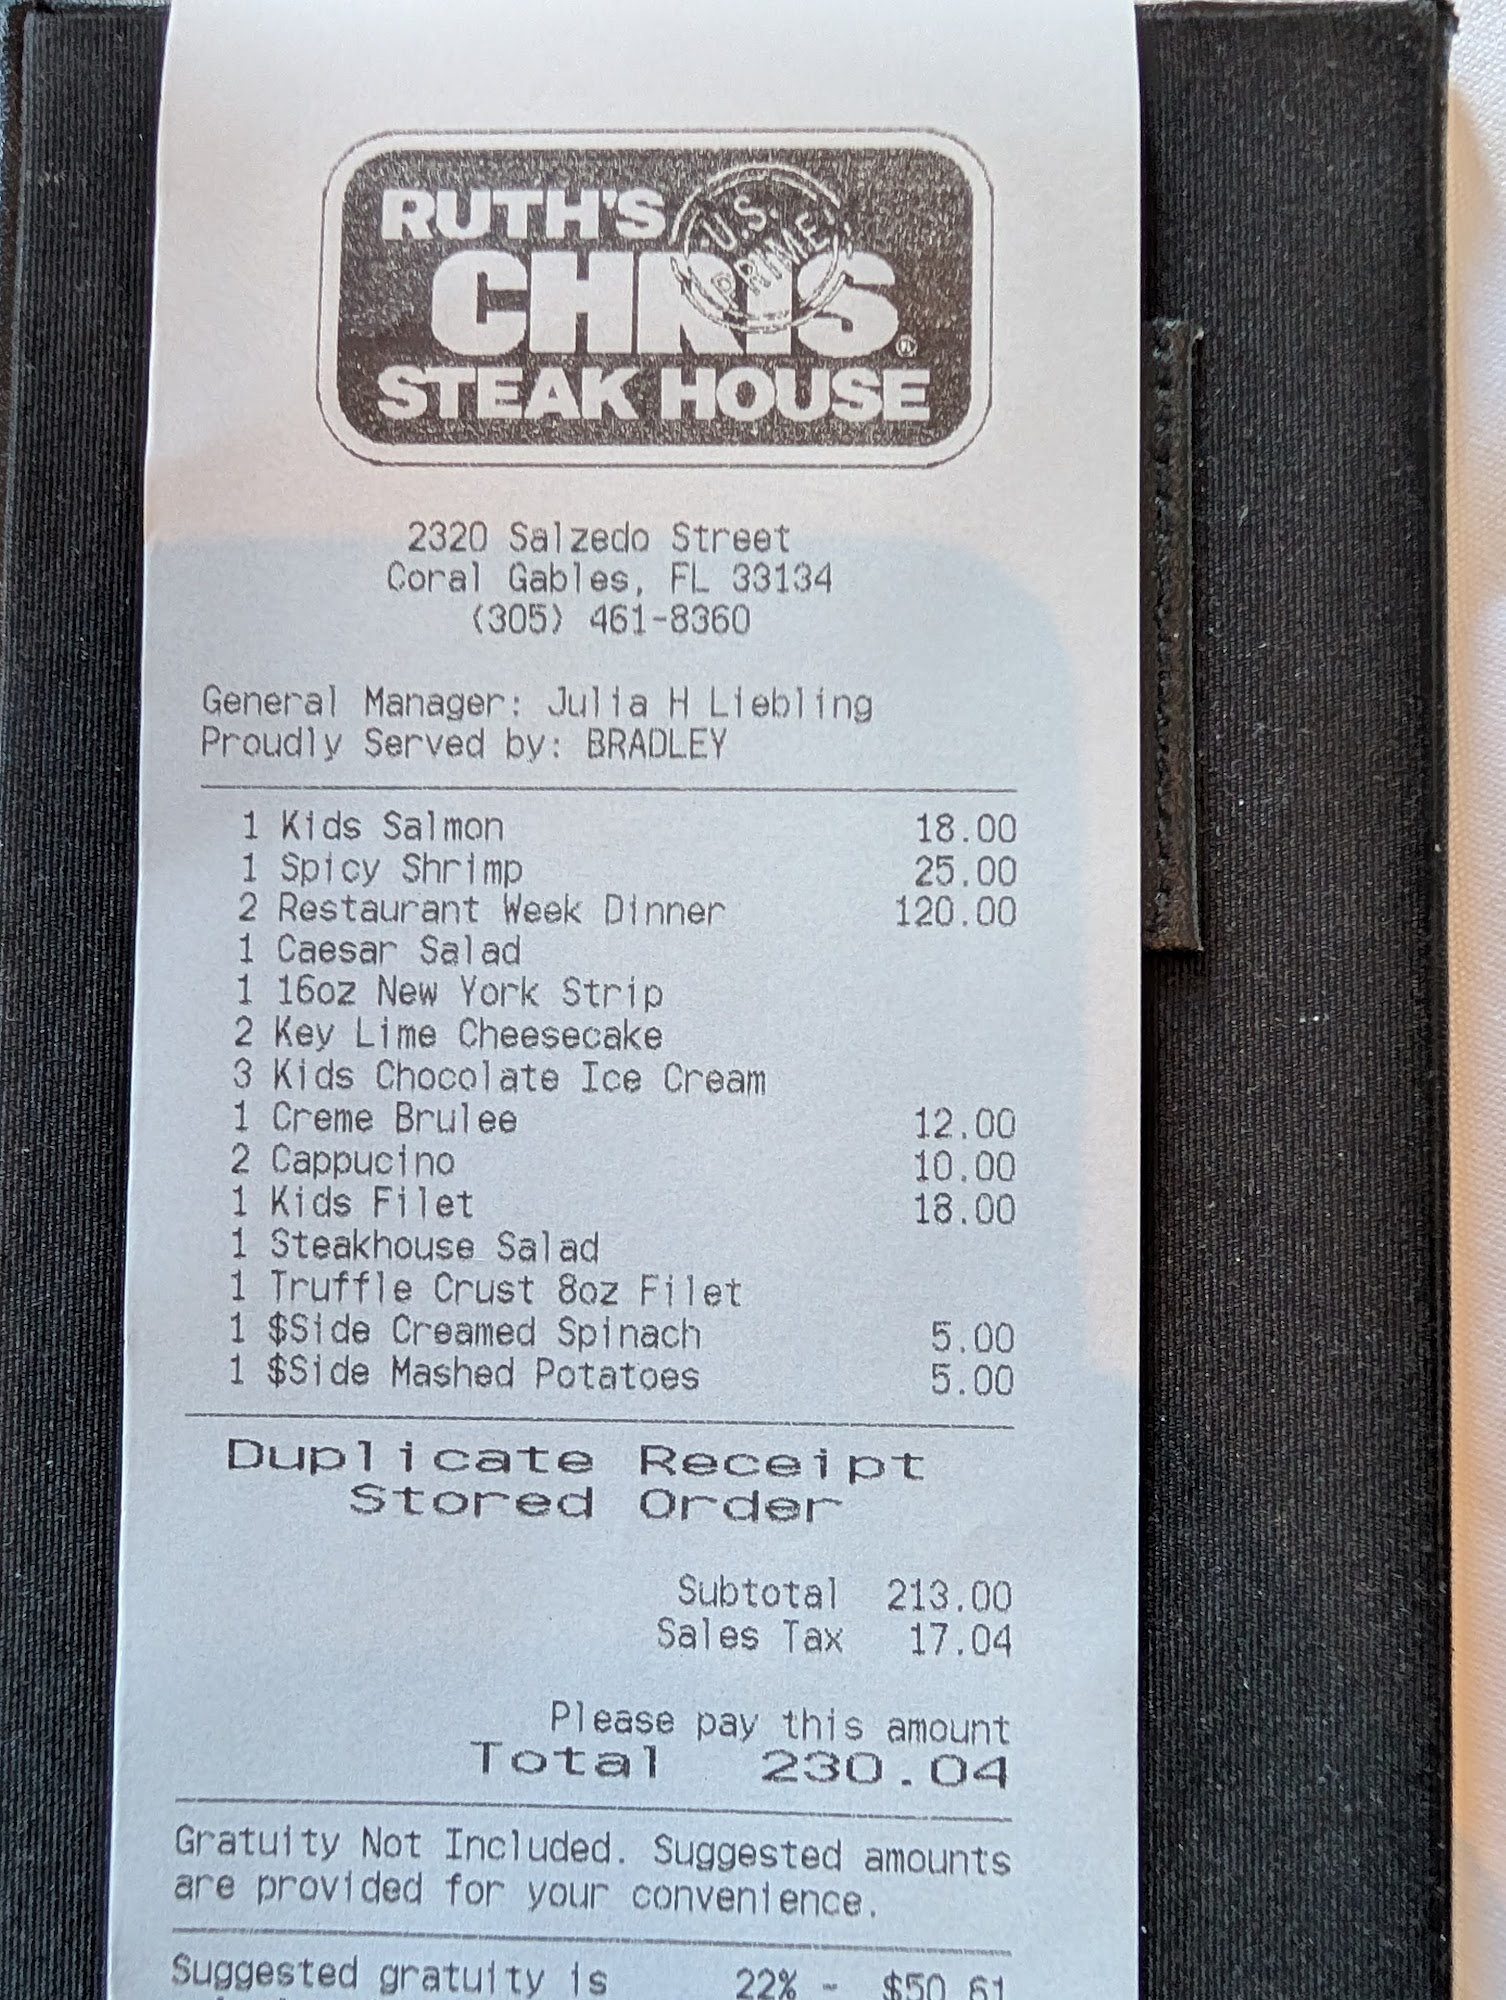 RUTH'S
U.S.
PRIME
CHRIS®
STEAK HOUSE
2320 Salzedo Street
Coral Gables, FL 33134
(305) 461-8360
General Manager: Julia H Liebling
Proudly Served by: BRADLEY
1 Kids Salmon 18.00
1 Spicy Shrimp 25.00
2 Restaurant Week Dinner 120.00
1 Caesar Salad
1 16oz New York Strip
2 Key Lime Cheesecake
3 Kids Chocolate Ice Cream
1 Creme Brulee 12.00
2 Cappucino 10.00
1 Kids Filet 18.00
1 Steakhouse Salad
1 Truffle Crust 8oz Filet
1 $Side Creamed Spinach 5.00
1 $Side Mashed Potatoes 5.00
Duplicate Receipt
Stored Order
Subtotal 213.00
Sales Tax 17.04
Please pay this amount
Total 230.04
Gratuity Not Included. Suggested amounts
are provided for your convenience.
Suggested gratuity is 22% - $50.61